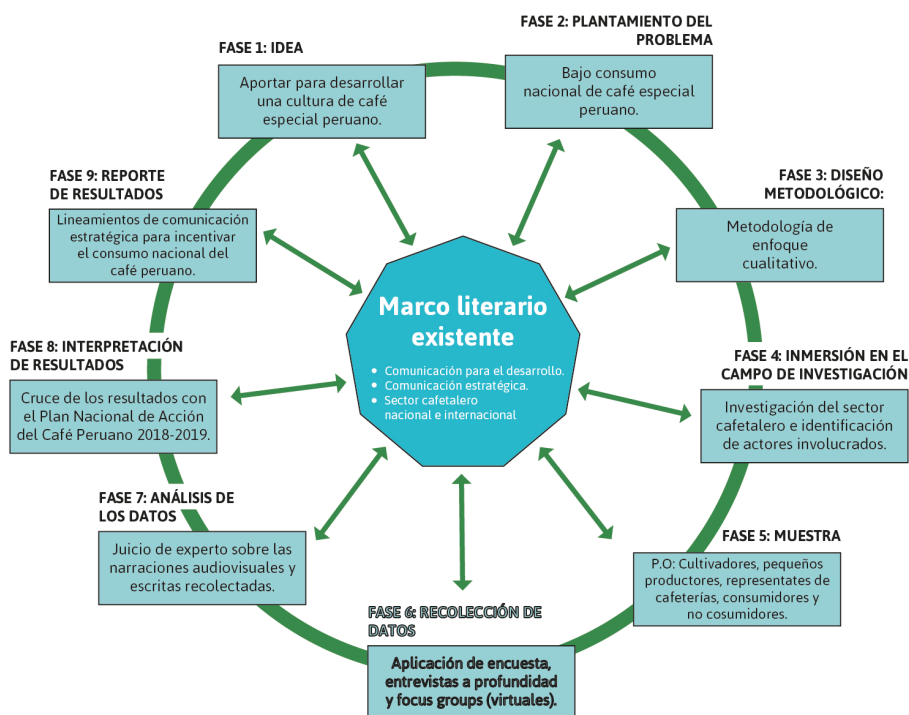 FASE 1: IDEA
Aportar para desarrollar
una cultura de café
especial peruano.
FASE 2: PLANTAMIENTO DEL
PROBLEMA
Bajo consumo
nacional de café especial
peruano.
FASE 3: DISEÑO
METODOLÓGICO:
Metodología de
enfoque
cualitativo.
FASE 4: INMERSIÓN EN EL
CAMPO DE INVESTIGACIÓN
Investigación del sector
cafetalero e identificación
de actores involucrados.
FASE 5: MUESTRA
P.O: Cultivadores, pequeños
productores, representates de
cafeterías, consumidores y
no cosumidores.
FASE 6: RECOLECCIÓN DE
DATOS
Aplicación de encuesta,
entrevistas a profundidad
y focus groups (virtuales).
FASE 7: ANÁLISIS DE
LOS DATOS
Juicio de experto sobre las
narraciones audiovisuales y
escritas recolectadas.
FASE 8: INTERPRETACIÓN
DE RESULTADOS
Cruce de los resultados con
el Plan Nacional de Acción
del Café Peruano 2018-2019.
FASE 9: REPORTE
DE RESULTADOS
Lineamientos de comunicación
estratégica para incentivar
el consumo nacional del
café peruano.
Marco literario
existente
• Comunicación para el desarrollo.
• Comunicación estratégica.
• Sector cafetalero
nacional e internacional